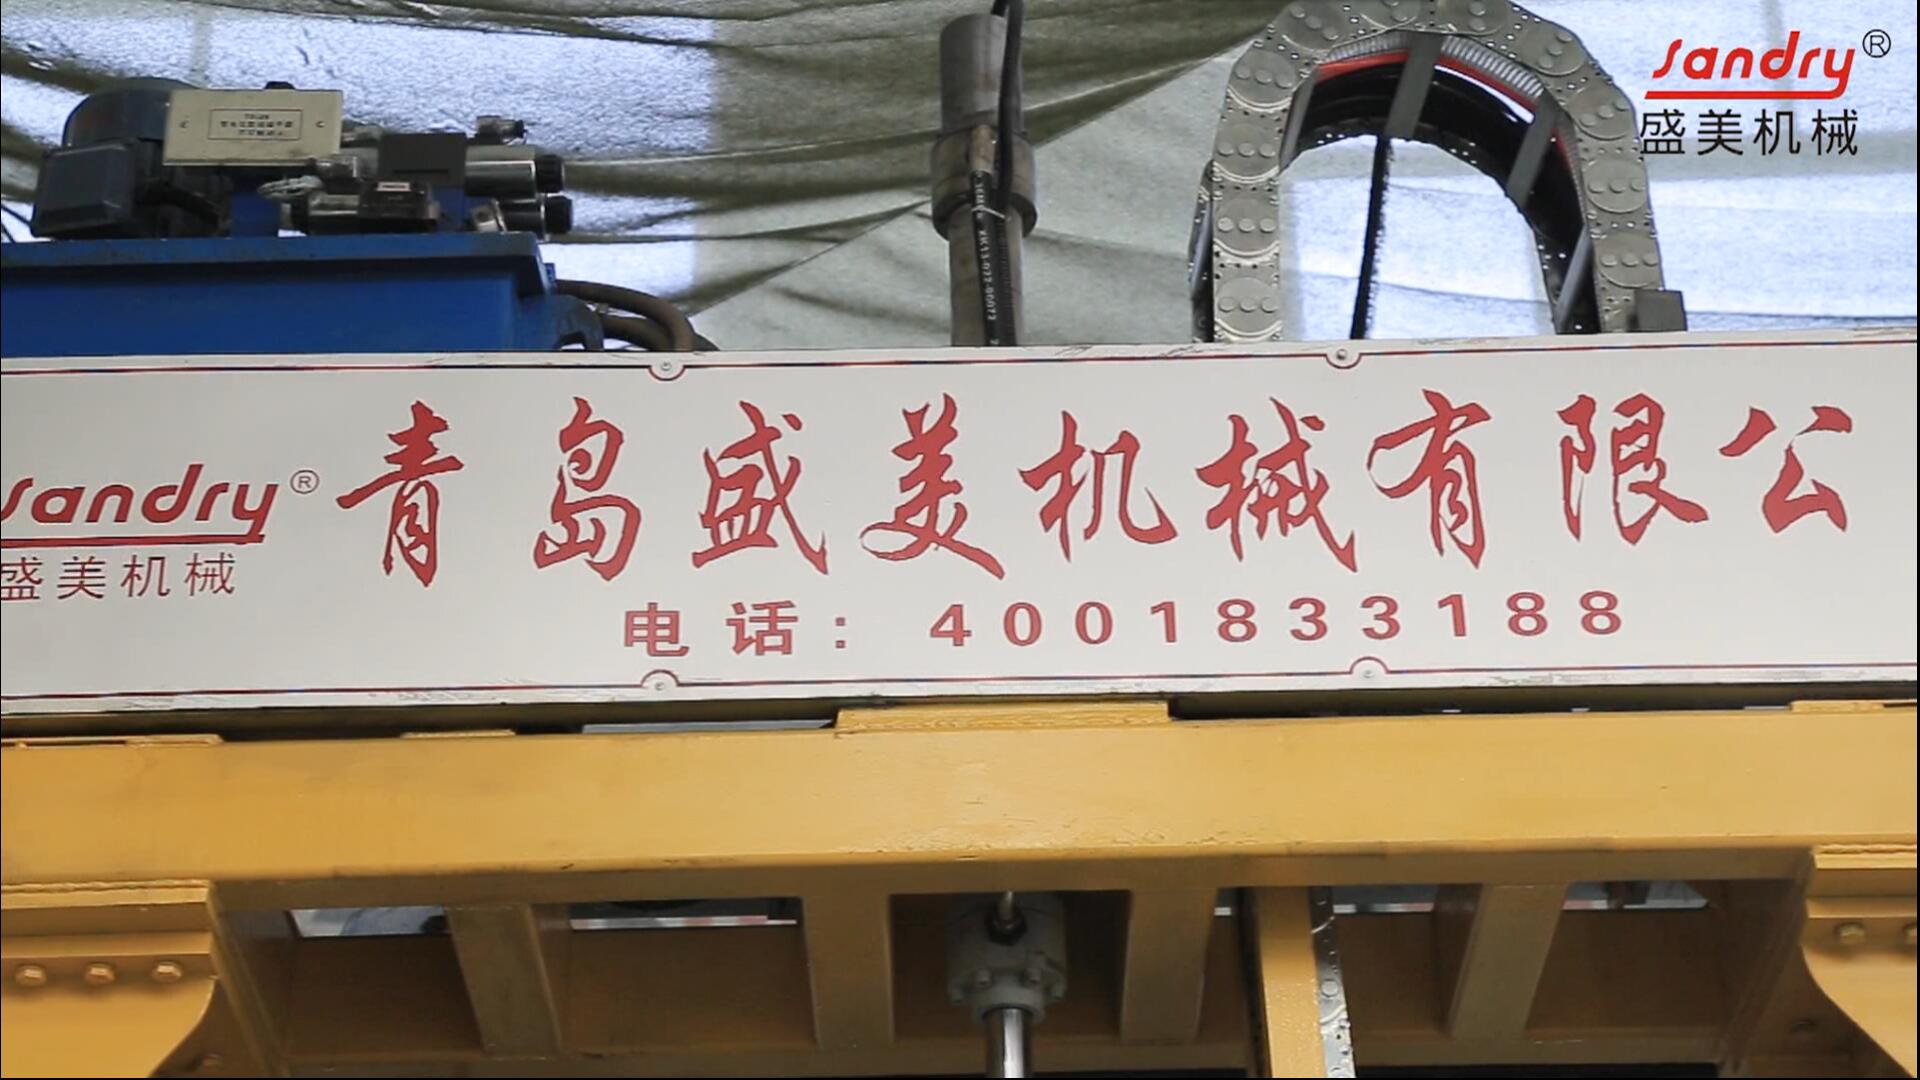 Sandry®
盛美机械
Sandry®
盛美机械
青岛盛美机械有限公
电话：4001833188